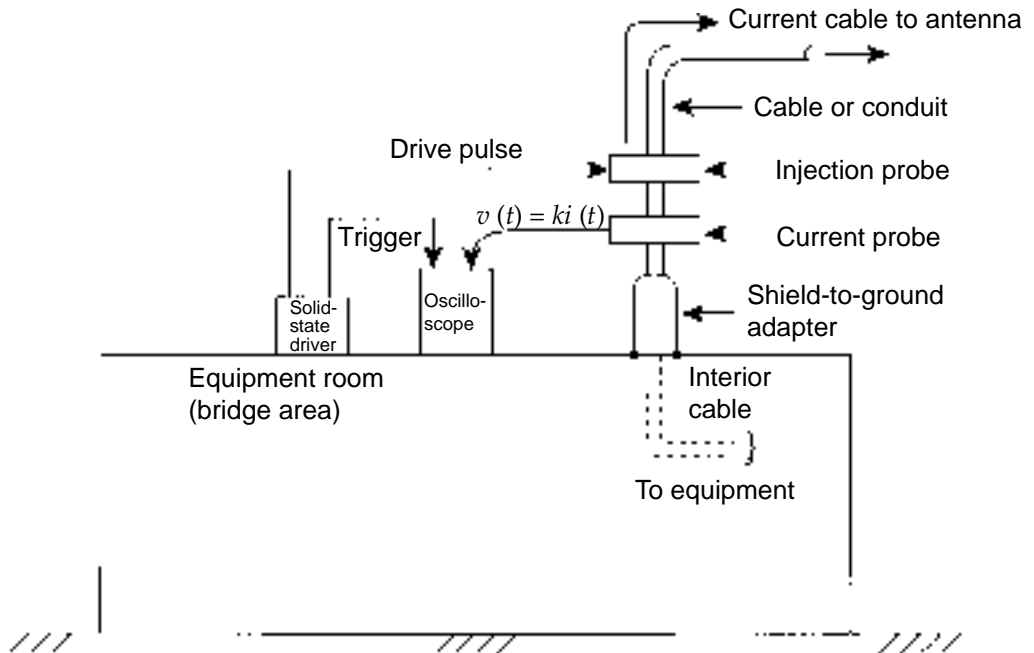 Current cable to antenna
Cable or conduit
Drive pulse
Injection probe
v (t) = ki (t)
Trigger
Current probe
Solid-
state
driver
Oscillo-
scope
Shield-to-ground
adapter
Equipment room
(bridge area)
Interior
cable
To equipment